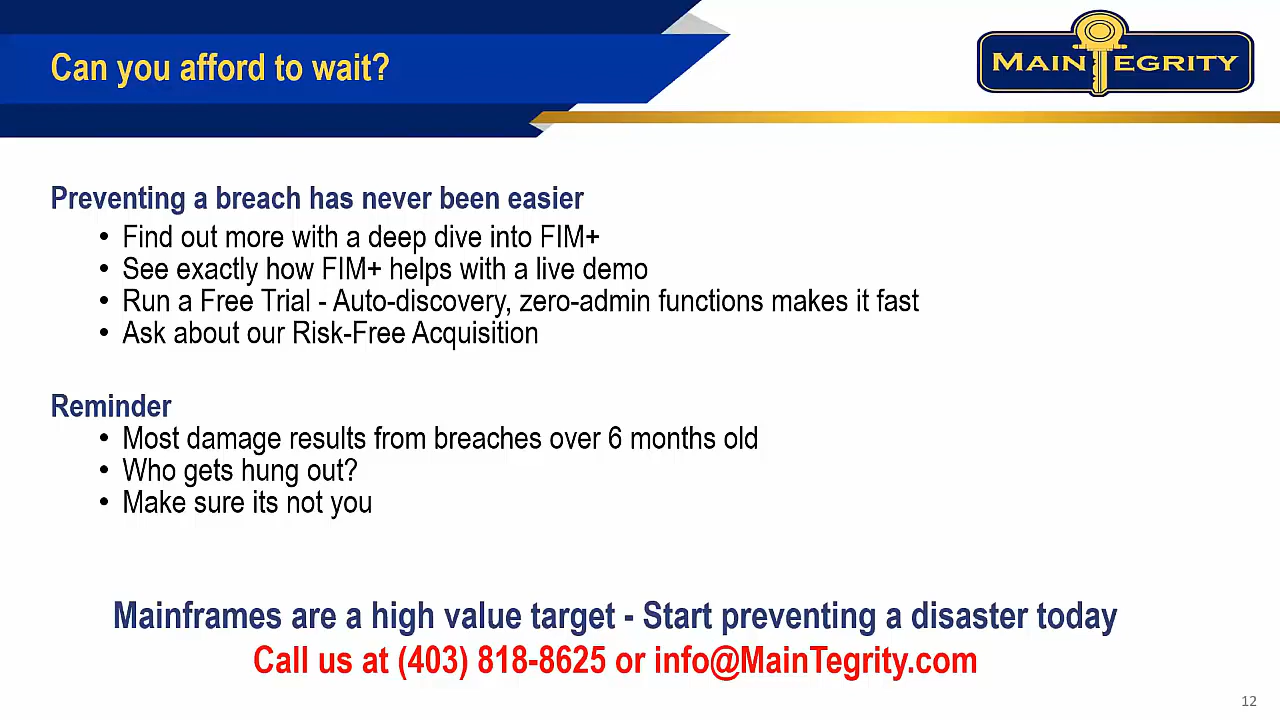 Can you afford to wait?
MAINTEGRITY
Preventing a breach has never been easier
• Find out more with a deep dive into FIM+
• See exactly how FIM+ helps with a live demo
• Run a Free Trial - Auto-discovery, zero-admin functions makes it fast
• Ask about our Risk-Free Acquisition
Reminder
• Most damage results from breaches over 6 months old
• Who gets hung out?
• Make sure its not you
Mainframes are a high value target - Start preventing a disaster today
Call us at (403) 818-8625 or info@MainTegrity.com
12